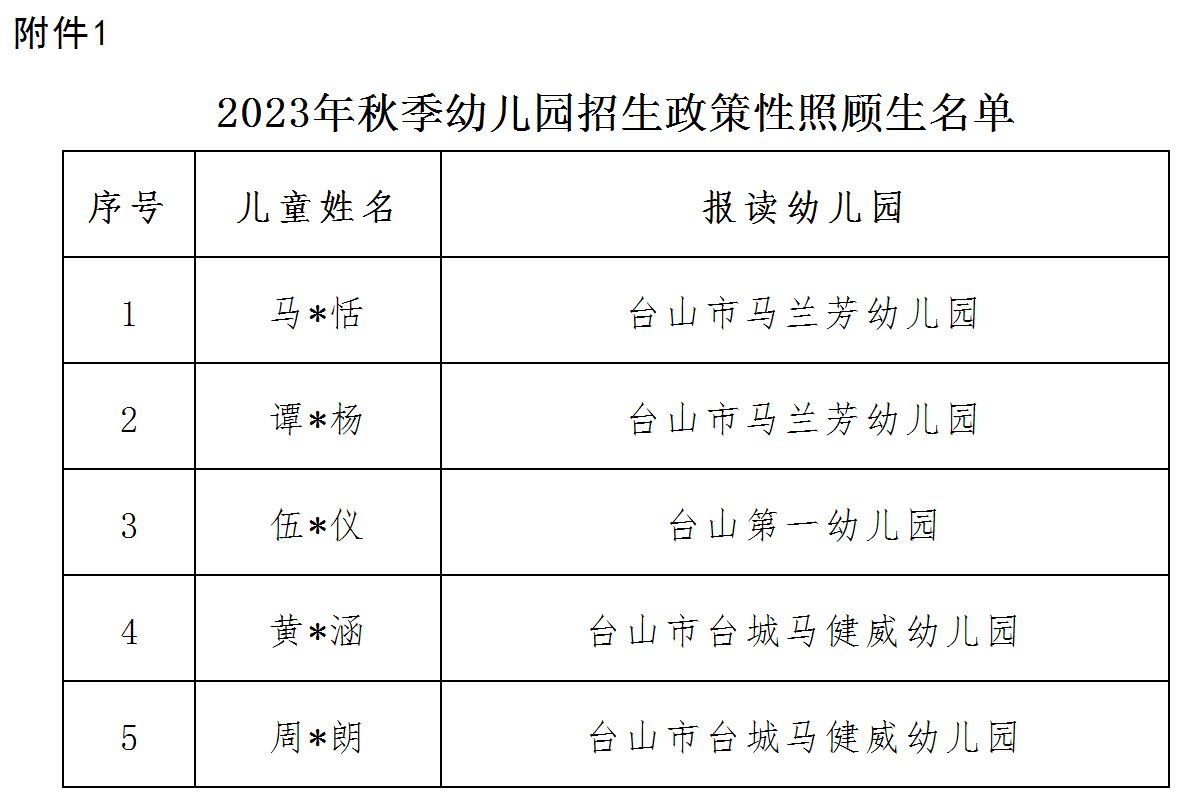 附件1
2023年秋季幼儿园招生政策性照顾生名单
序号 儿童姓名 报读幼儿园
1 马*恬 台山市马兰芳幼儿园
2 谭*杨 台山市马兰芳幼儿园
3 伍*仪 台山第一幼儿园
4 黄*涵 台山市台城马健威幼儿园
5 周*朗 台山市台城马健威幼儿园